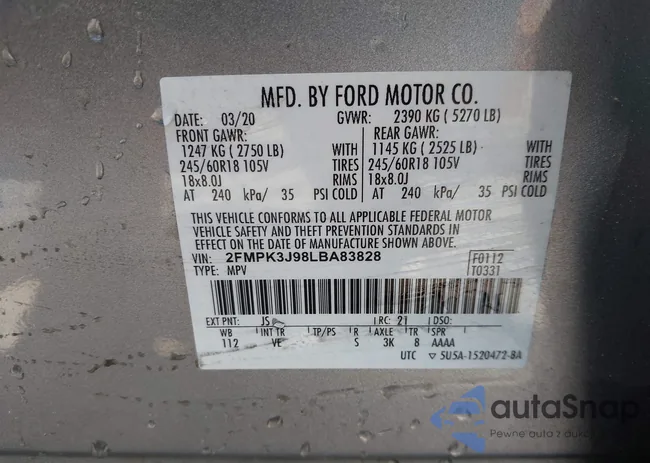 MFD. BY FORD MOTOR CO.
DATE: 03/20 GVWR: 2390 KG ( 5270 LB)
FRONT GAWR: REAR GAWR:
1247 KG ( 2750 LB) WITH 1145 KG ( 2525 LB) WITH
245/60R18 105V TIRES 245/60R18 105V TIRES
18x8.0J RIMS 18x8.0J RIMS
AT 240 kPa/ 35 PSI COLD AT 240 kPa/ 35 PSI COLD
THIS VEHICLE CONFORMS TO ALL APPLICABLE FEDERAL MOTOR
VEHICLE SAFETY AND THEFT PREVENTION STANDARDS IN
EFFECT ON THE DATE OF MANUFACTURE SHOWN ABOVE.
VIN: 2FMPK3J98LBA83828 F0112
TYPE: MPV T0331
EXT PNT: JS RC: 21 DSO:
WB INT TR TP/PS R AXLE TR SPR
112 VE S 3K 8 AAAA
UTC ▽ 5U5A-1520472-BA
autoSnap
Pewne auto z dużej